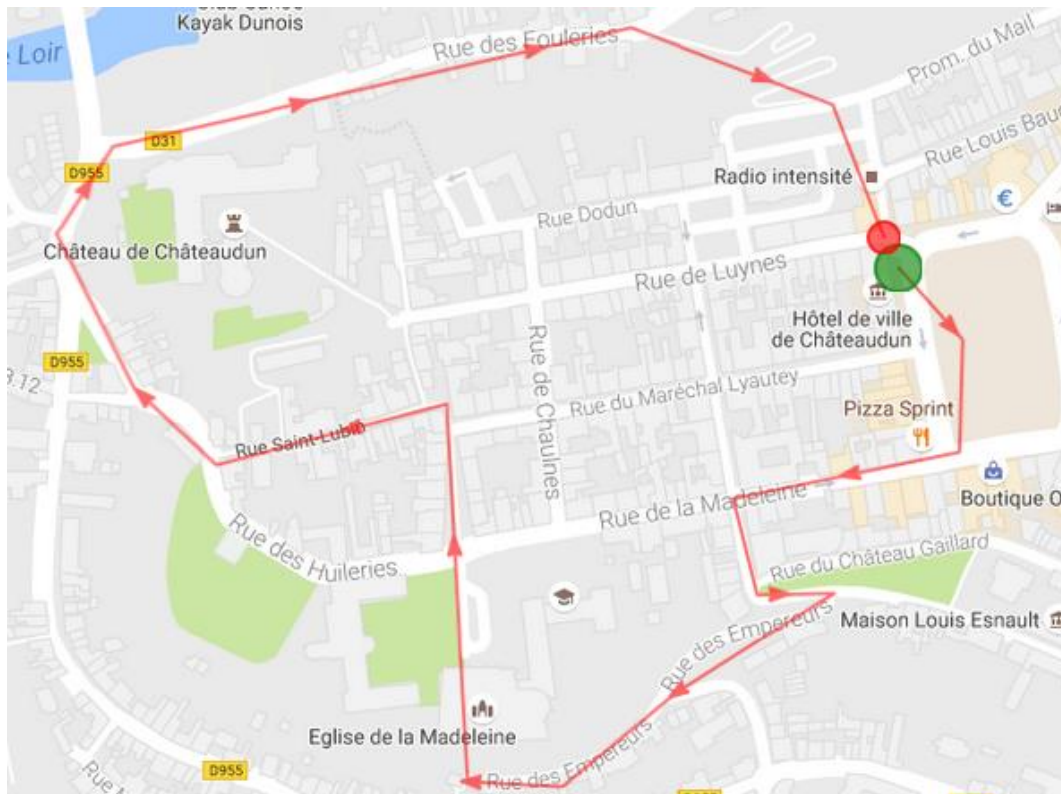 Kayak Dunois
Loir
Rue des Fouleries
Prom. du Mail
D31
D955
Rue Louis Bau
Radio intensité
€
Rue Dodun
Château de Châteaudun
Rue de Luynes
Hôtel de ville
de Châteaudun
D955
Rue de Chaulnes
Rue du Maréchal Lyautey
Pizza Sprint
Rue Saint-Lubin
Boutique O
Rue de la Madeleine
Rue des Huileries
Rue du Château Gaillard
Maison Louis Esnault
Rue des Empereurs
Eglise de la Madeleine
Rue des Empereurs
D955